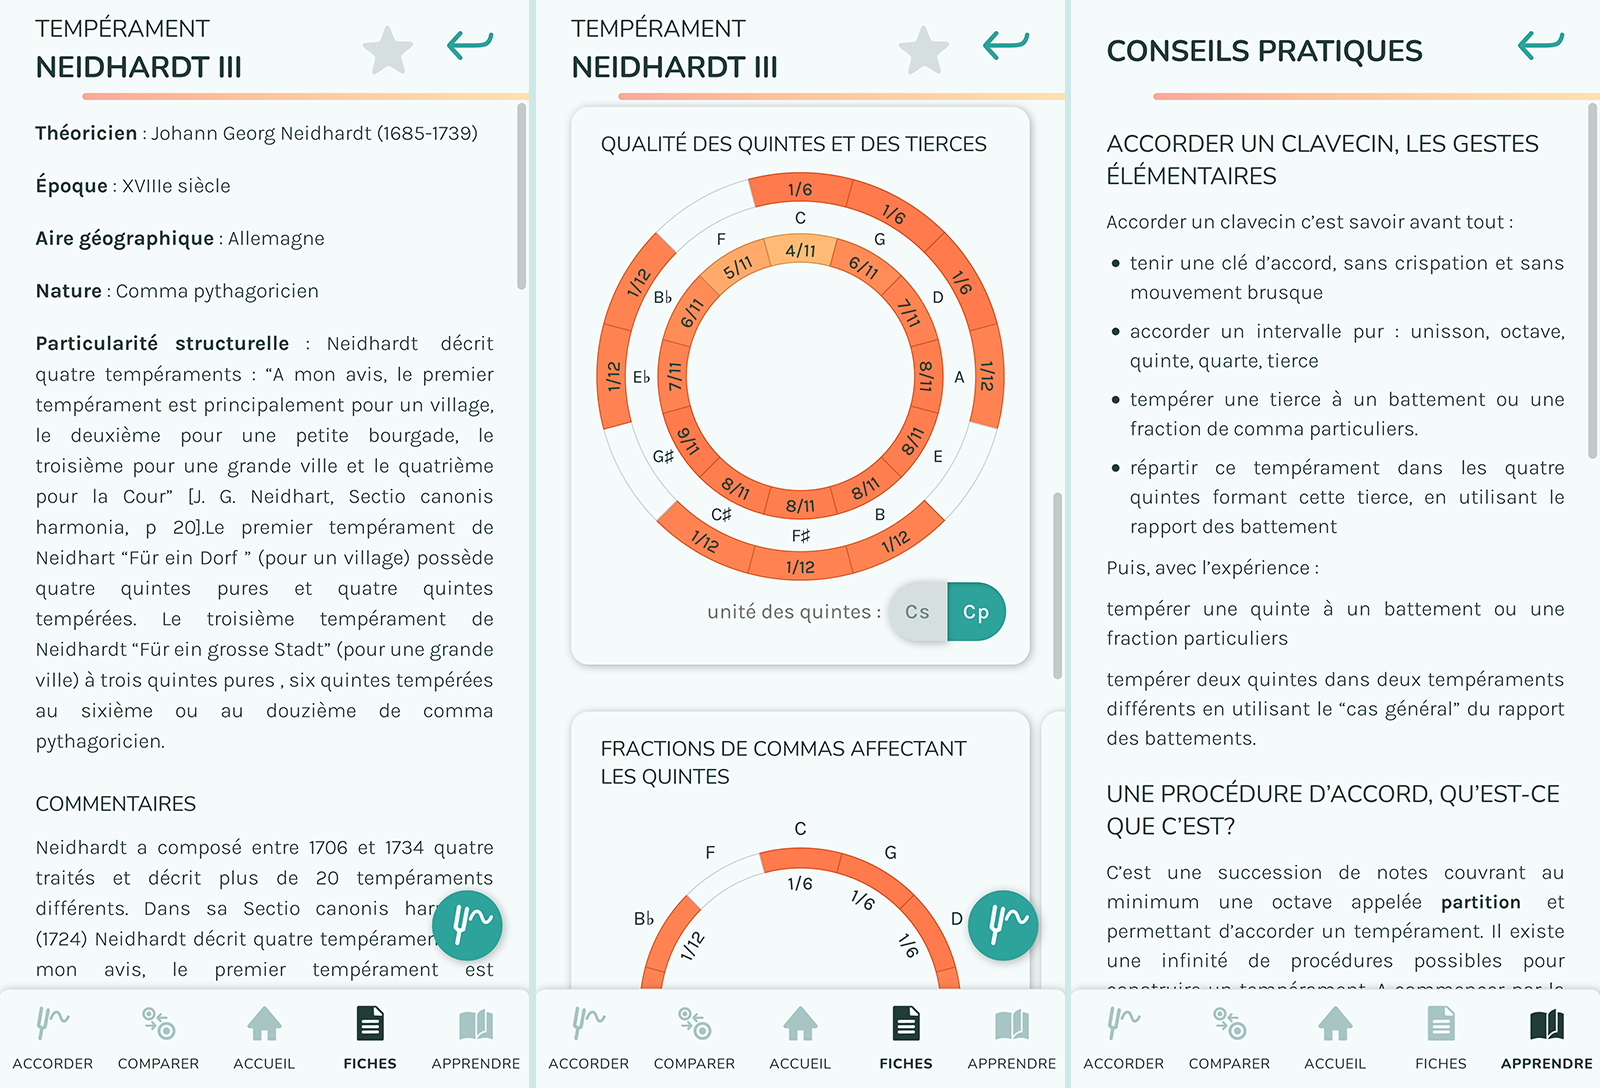 TEMPÉRAMENT
NEIDHARDT III
Théoricien : Johann Georg Neidhardt (1685-1739)
Époque : XVIIIe siècle
Aire géographique : Allemagne
Nature : Comma pythagoricien
Particularité structurelle : Neidhardt décrit
quatre tempéraments : “A mon avis, le premier
tempérament est principalement pour un village,
le deuxième pour une petite bourgade, le
troisième pour une grande ville et le quatrième
pour la Cour” [J. G. Neidhart, Sectio canonis
harmonia, p 20].Le premier tempérament de
Neidhart “Für ein Dorf ” (pour un village) possède
quatre quintes pures et quatre quintes
tempérées. Le troisième tempérament de
Neidhardt “Für ein grosse Stadt” (pour une grande
ville) à trois quintes pures , six quintes tempérées
au sixième ou au douzième de comma
pythagoricien.
COMMENTAIRES
Neidhardt a composé entre 1706 et 1734 quatre
traités et décrit plus de 20 tempéraments
différents. Dans sa Sectio canonis
(1724) Neidhardt décrit quatre
mon avis, le premier tempérament est
ACCORDER
COMPARER
ACCUEIL
FICHES
APPRENDRE
TEMPÉRAMENT
NEIDHARDT III
QUALITÉ DES QUINTES ET DES TIERCES
1/6
1/6
1/6
1/12
1/12
1/12
1/12
1/12
1/12
C
G
D
A
E
B
F♯
C♯
G♯
E♭
B♭
F
4/11
6/11
7/11
8/11
8/11
8/11
8/11
8/11
9/11
7/11
6/11
5/11
unité des quintes :
Cs
Cp
FRACTIONS DE COMMAS AFFECTANT
LES QUINTES
C
F
G
B♭
D
1/6
1/6
1/6
1/12
ACCORDER
COMPARER
ACCUEIL
FICHES
APPRENDRE
CONSEILS PRATIQUES
ACCORDER UN CLAVECIN, LES GESTES
ÉLÉMENTAIRES
Accorder un clavecin c’est savoir avant tout :
• tenir une clé d’accord, sans crispation et sans
mouvement brusque
• accorder un intervalle pur : unisson, octave,
quinte, quarte, tierce
• tempérer une tierce à un battement ou une
fraction de comma particuliers.
• répartir ce tempérament dans les quatre
quintes formant cette tierce, en utilisant le
rapport des battement
Puis, avec l’expérience :
tempérer une quinte à un battement ou une
fraction particuliers
tempérer deux quintes dans deux tempéraments
différents en utilisant le “cas général” du rapport
des battements.
UNE PROCÉDURE D’ACCORD, QU’EST-CE
QUE C’EST?
C’est une succession de notes couvrant au
minimum une octave appelée partition et
permettant d’accorder un tempérament. Il existe
une infinité de procédures possibles pour
construire un tempérament. A commencer par la
ACCORDER
COMPARER
ACCUEIL
FICHES
APPRENDRE